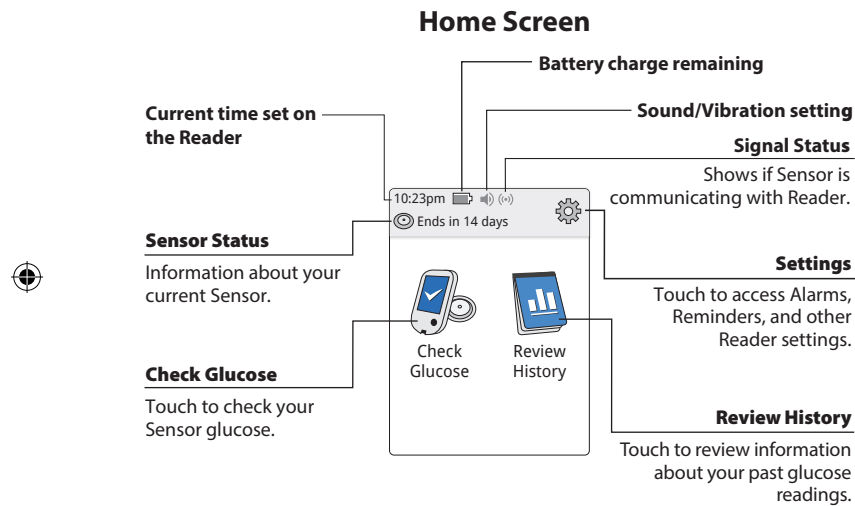 Home Screen
Battery charge remaining
Current time set on
the Reader
Sound/Vibration setting
Signal Status
Shows if Sensor is
communicating with Reader.
10:23pm
Ends in 14 days
Sensor Status
Information about your
current Sensor.
Settings
Touch to access Alarms,
Reminders, and other
Reader settings.
Check
Glucose
Review
History
Check Glucose
Touch to check your
Sensor glucose.
Review History
Touch to review information
about your past glucose
readings.